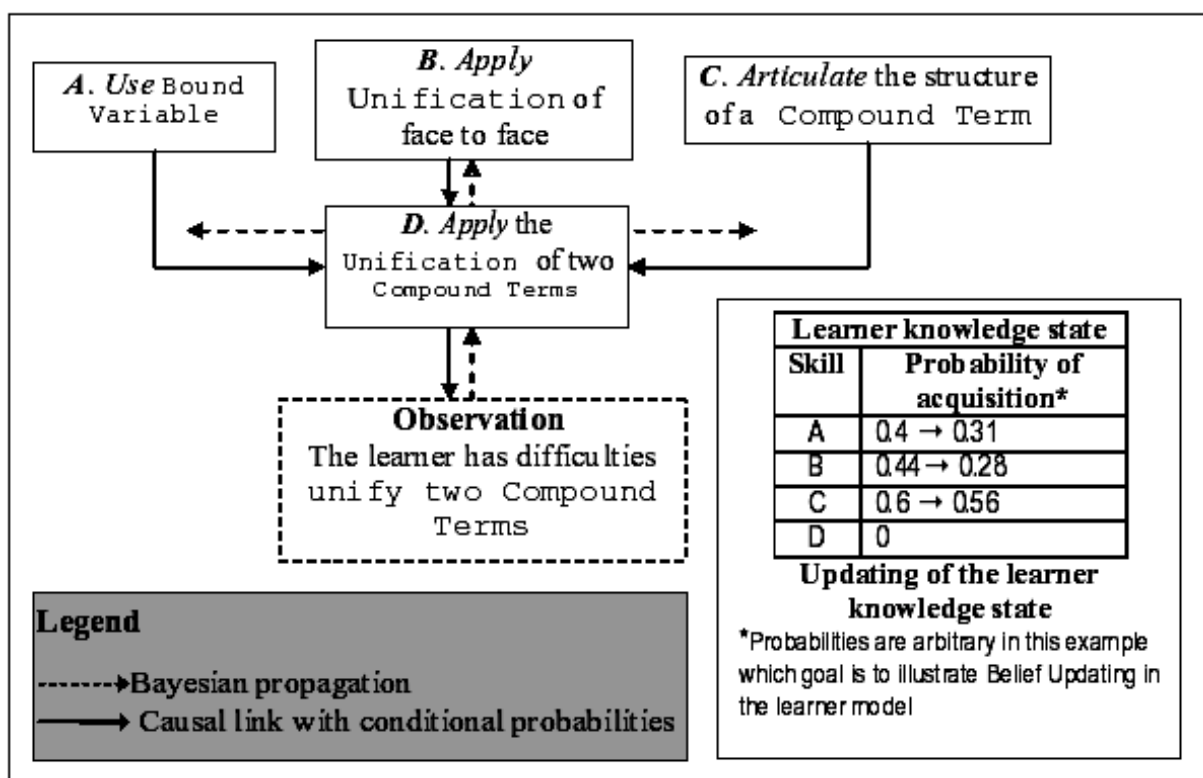 A. Use Bound
Variable
B. Apply
Unification of
face to face
C. Articulate the structure
of a Compound Term
D. Apply the
Unification of two
Compound Terms
Observation
The learner has difficulties
unify two Compound
Terms
Learner knowledge state
Skill Probability of
acquisition*
A 0.4 → 0.31
B 0.44 → 0.28
C 0.6 → 0.56
D 0
Updating of the learner
knowledge state
*Probabilities are arbitrary in this example
which goal is to illustrate Belief Updating in
the learner model
Legend
Bayesian propagation
Causal link with conditional probabilities